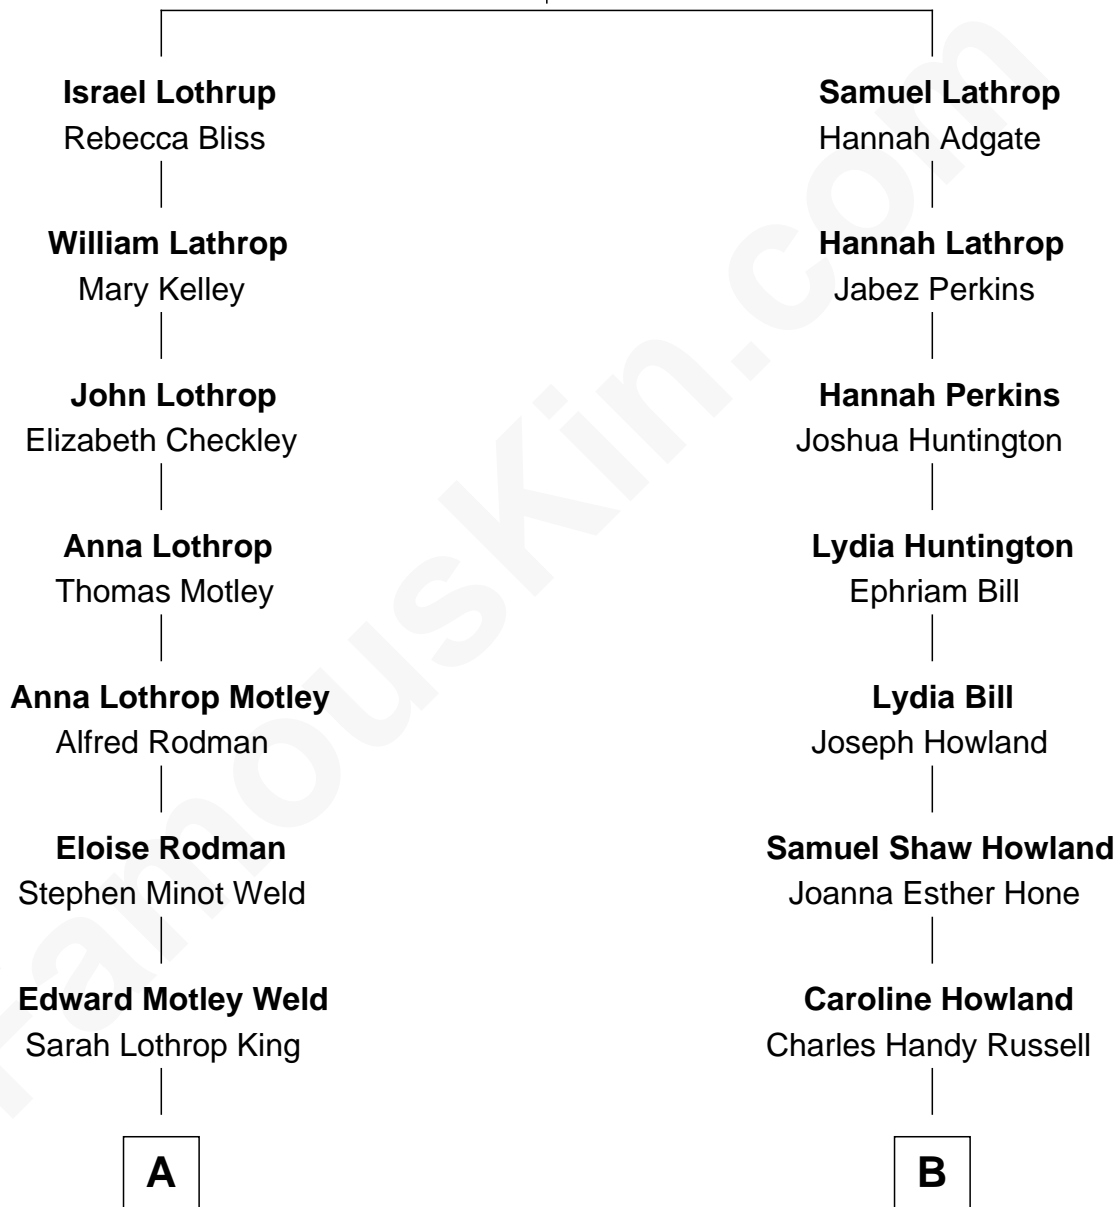 Israel Lothrup
Rebecca Bliss
William Lathrop
Mary Kelley
John Lothrop
Elizabeth Checkley
Anna Lothrop
Thomas Motley
Anna Lothrop Motley
Alfred Rodman
Eloise Rodman
Stephen Minot Weld
Edward Motley Weld
Sarah Lothrop King
A
Samuel Lathrop
Hannah Adgate
Hannah Lathrop
Jabez Perkins
Hannah Perkins
Joshua Huntington
Lydia Huntington
Ephriam Bill
Lydia Bill
Joseph Howland
Samuel Shaw Howland
Joanna Esther Hone
Caroline Howland
Charles Handy Russell
B
FamousKin.com